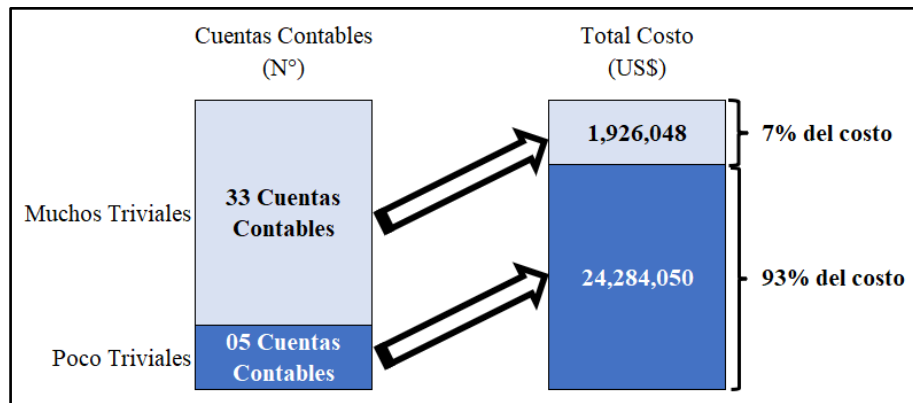 Cuentas Contables
(N°)
Total Costo
(US$)
Muchos Triviales
33 Cuentas
Contables
1,926,048
7% del costo
24,284,050
93% del costo
Poco Triviales
05 Cuentas
Contables